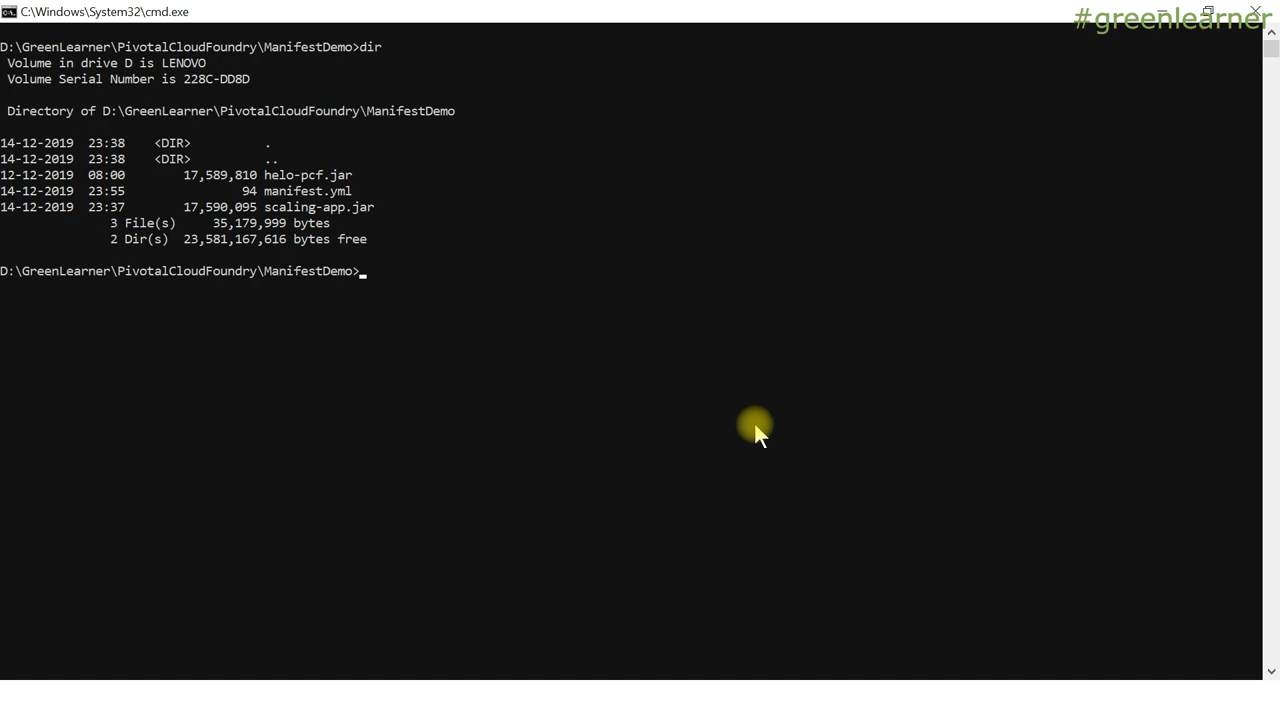 C:\Windows\System32\cmd.exe
#greenlearner
D:\GreenLearner\PivotalCloudFoundry\ManifestDemo>dir
Volume in drive D is LENOVO
Volume Serial Number is 228C-DD8D
Directory of D:\GreenLearner\PivotalCloudFoundry\ManifestDemo
14-12-2019 23:38 <DIR> .
14-12-2019 23:38 <DIR> ..
12-12-2019 08:00 17,589,810 helo-pcf.jar
14-12-2019 23:55 94 manifest.yml
14-12-2019 23:37 17,590,095 scaling-app.jar
3 File(s) 35,179,999 bytes
2 Dir(s) 23,581,167,616 bytes free
D:\GreenLearner\PivotalCloudFoundry\ManifestDemo>_